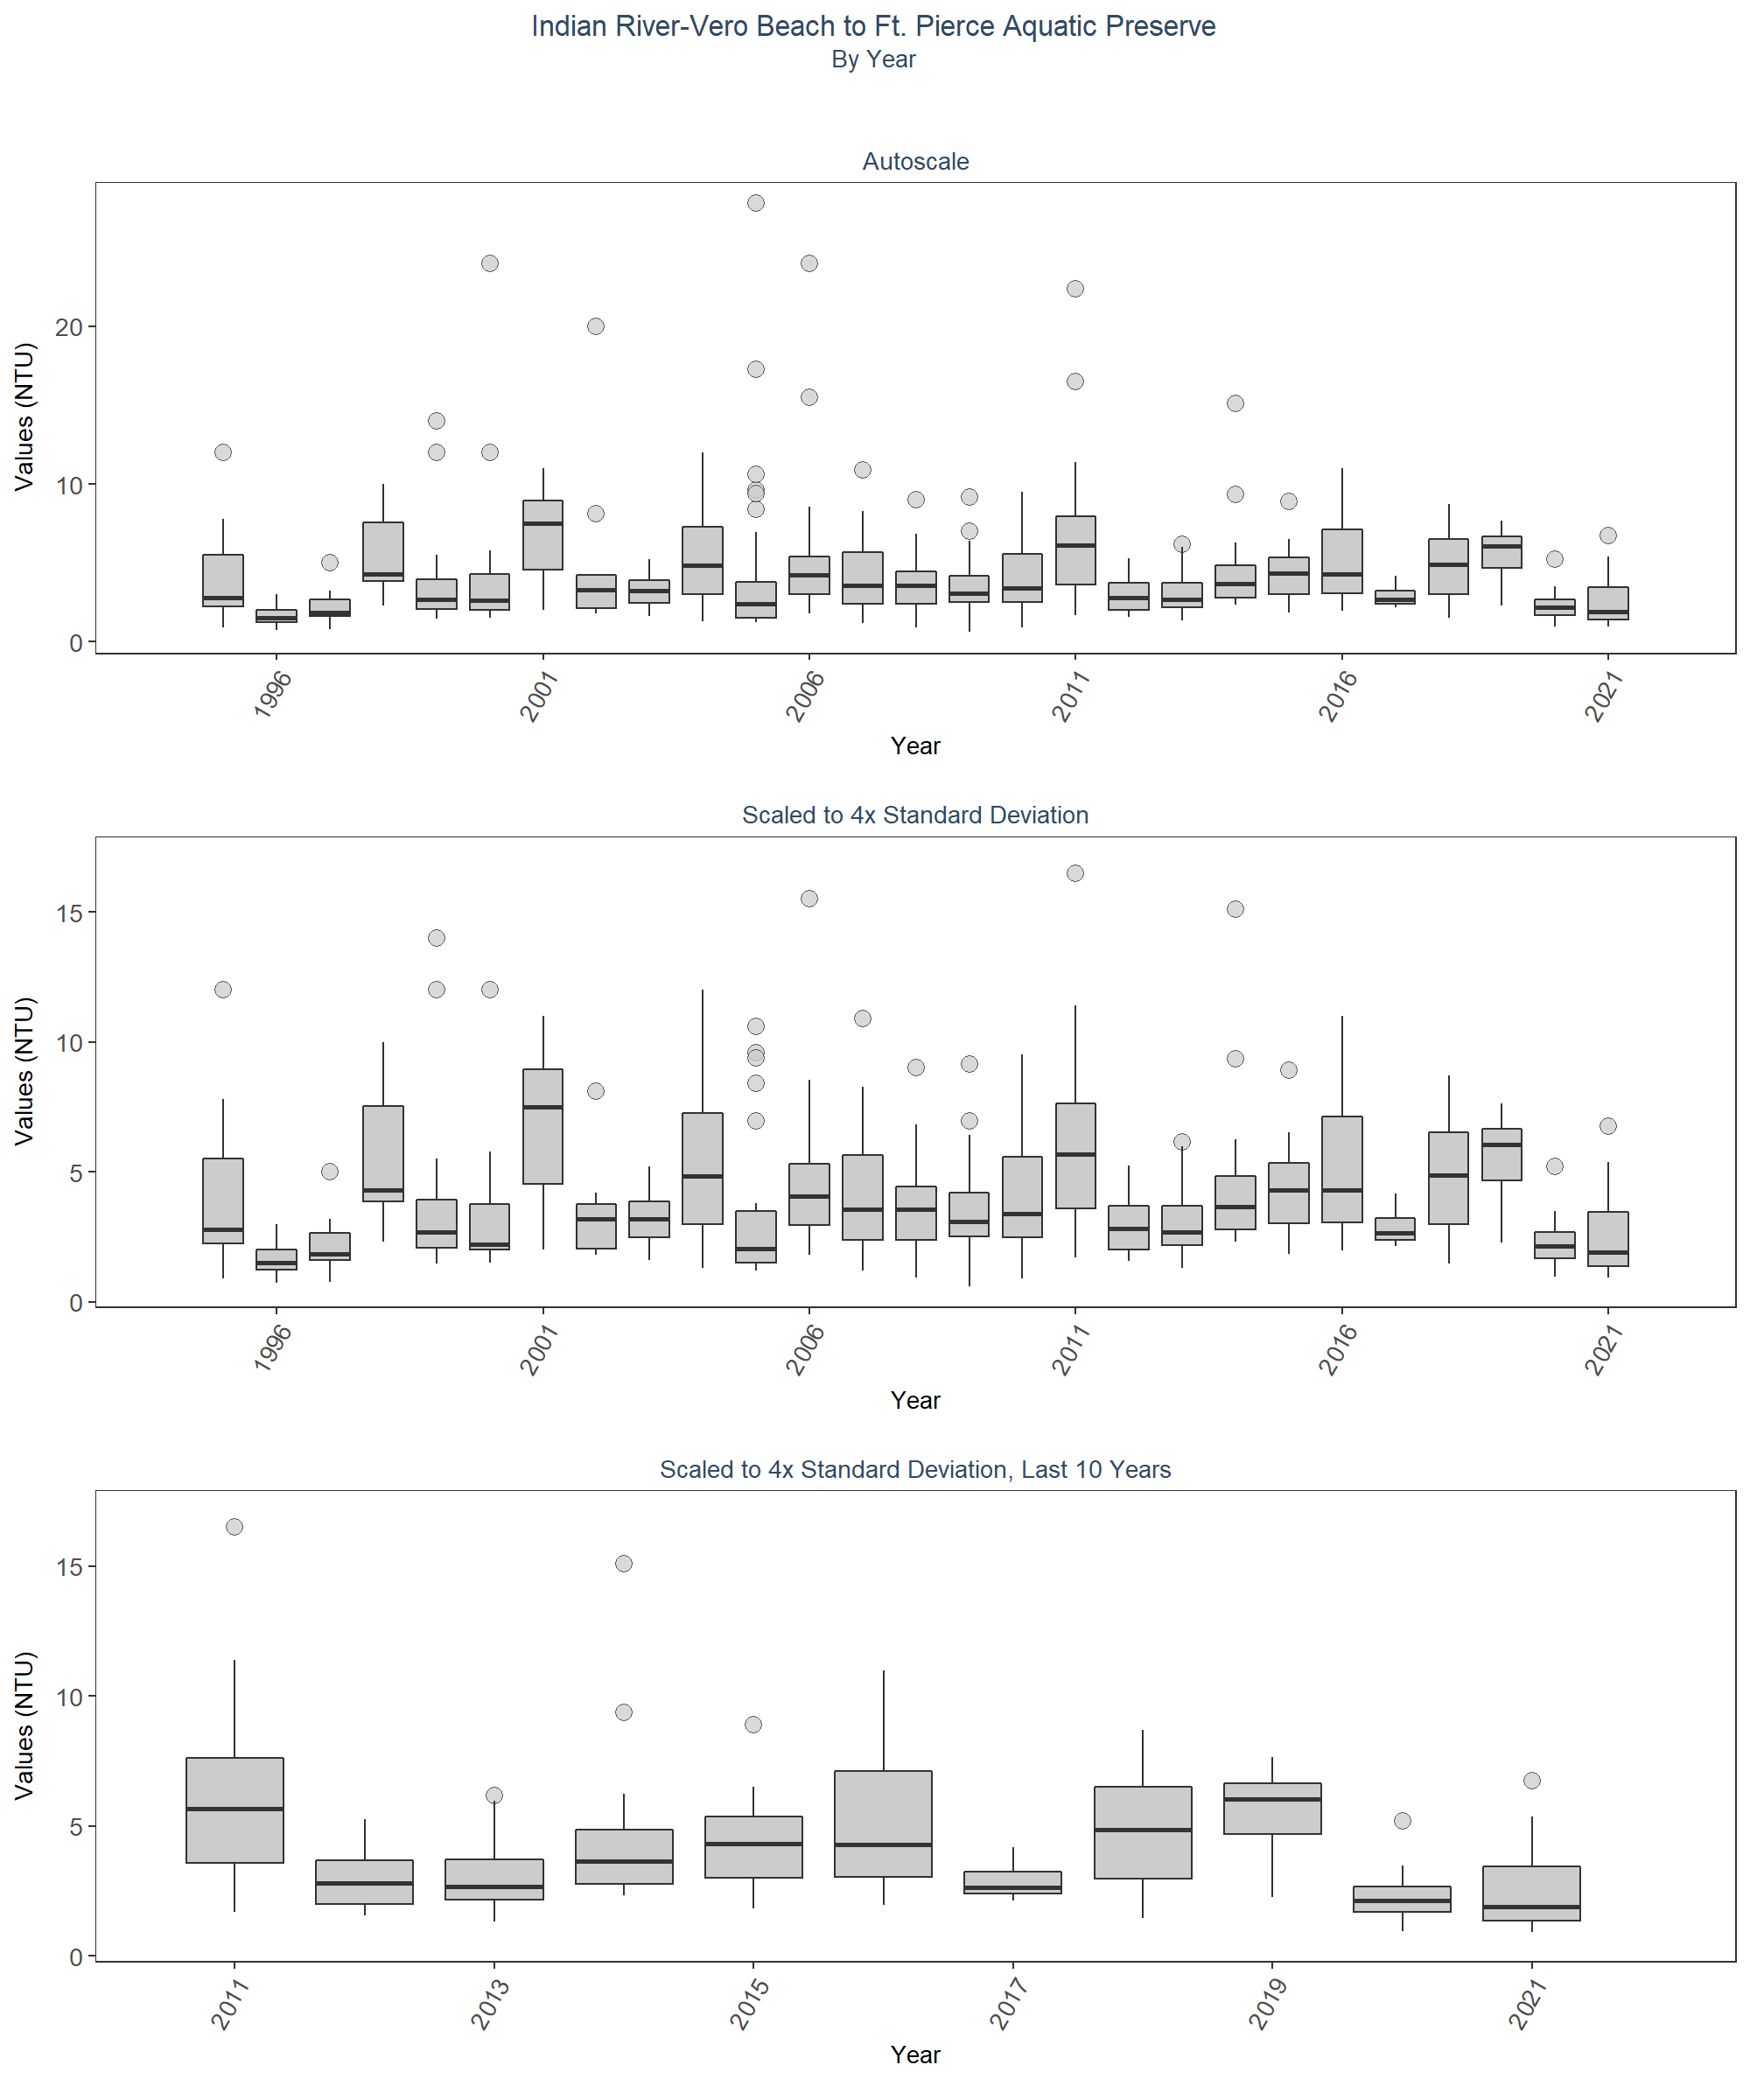 Indian River-Vero Beach to Ft. Pierce Aquatic Preserve
By Year
Autoscale
Values (NTU)
20
10
0
1996
2001
2006
2011
2016
2021
Year
Scaled to 4x Standard Deviation
Values (NTU)
15
10
5
0
1996
2001
2006
2011
2016
2021
Year
Scaled to 4x Standard Deviation, Last 10 Years
Values (NTU)
15
10
5
0
2011
2013
2015
2017
2019
2021
Year